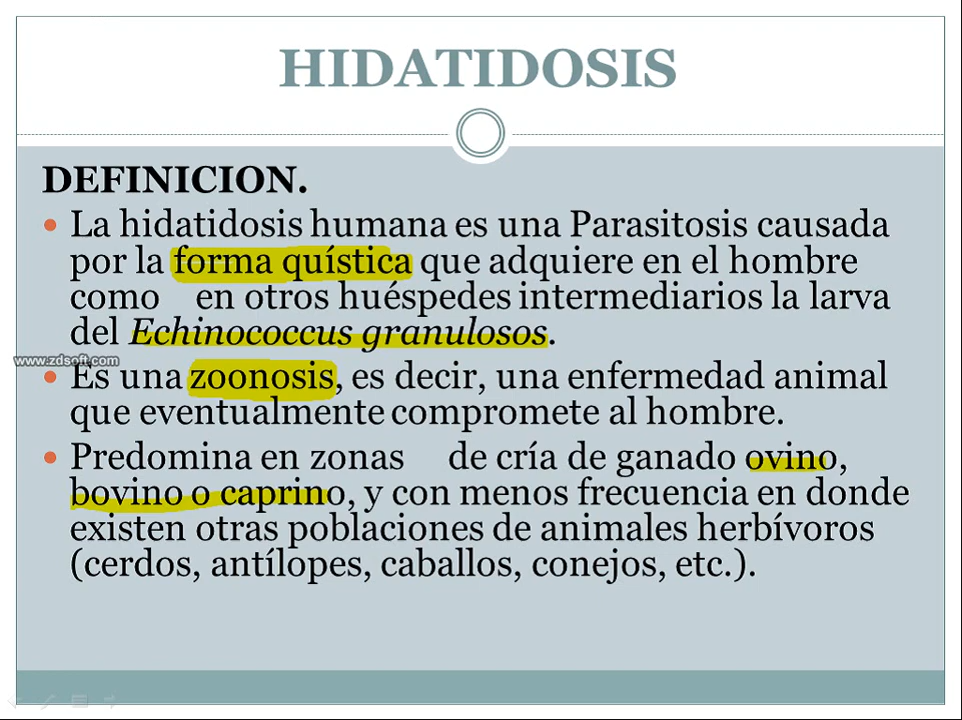 HIDATIDOSIS
DEFINICION.
• La hidatidosis humana es una Parasitosis causada
por la forma quística que adquiere en el hombre
como en otros huéspedes intermediarios la larva
del Echinococcus granulosos.
www.zdsoft.com
• Es una zoonosis, es decir, una enfermedad animal
que eventualmente compromete al hombre.
• Predomina en zonas de cría de ganado ovino,
bovino o caprino, y con menos frecuencia en donde
existen otras poblaciones de animales herbívoros
(cerdos, antílopes, caballos, conejos, etc.).